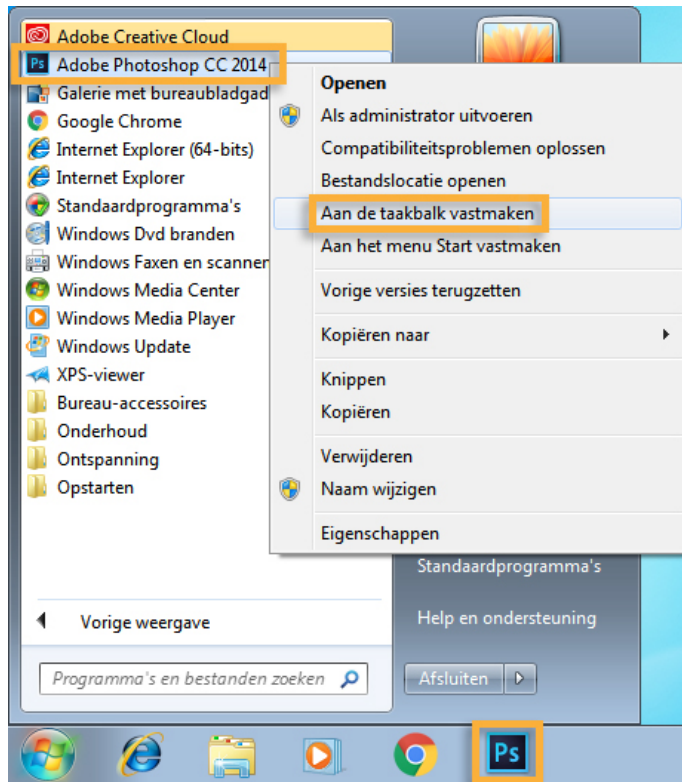 Adobe Creative Cloud
Ps Adobe Photoshop CC 2014
Galerie met bureaubladgad
Google Chrome
Internet Explorer (64-bits)
Internet Explorer
Standaardprogramma's
Windows Dvd branden
Windows Faxen en scannen
Windows Media Center
Windows Media Player
Windows Update
XPS-viewer
Bureau-accessoires
Onderhoud
Ontspanning
Opstarten
Vorige weergave
Programma's en bestanden zoeken
Openen
Als administrator uitvoeren
Compatibiliteitsproblemen oplossen
Bestandslocatie openen
Aan de taakbalk vastmaken
Aan het menu Start vastmaken
Vorige versies terugzetten
Kopiëren naar
Knippen
Kopiëren
Verwijderen
Naam wijzigen
Eigenschappen
Standaardprogramma's
Help en ondersteuning
Afsluiten
Ps